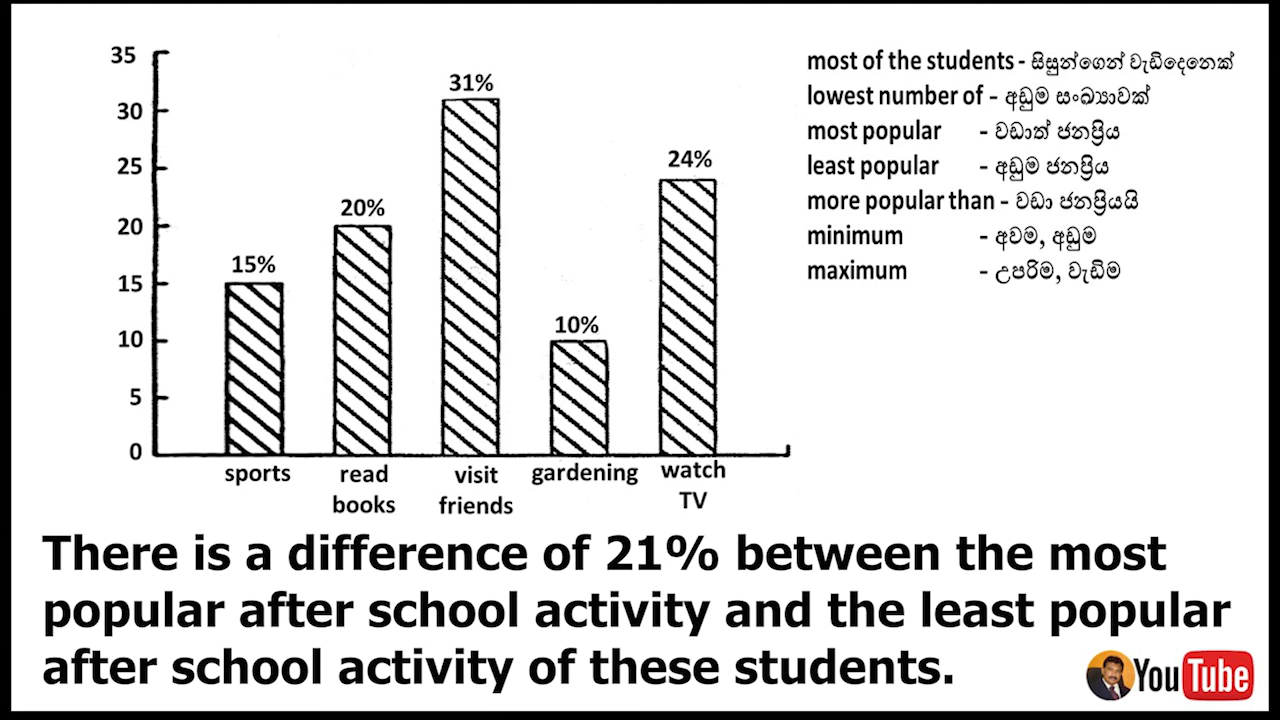 35
30
25
20
15
10
5
0
15%
20%
31%
10%
24%
sports
read
books
visit
friends
gardening
watch
TV
most of the students - සිසුන්ගෙන් වැඩිදෙනෙක්
lowest number of - අඩුම සංඛ්‍යාවක්
most popular - වඩාත් ජනප්‍රිය
least popular - අඩුම ජනප්‍රිය
more popular than - වඩා ජනප්‍රියයි
minimum - අවම, අඩුම
maximum - උපරිම, වැඩිම
There is a difference of 21% between the most
popular after school activity and the least popular
after school activity of these students.
YouTube